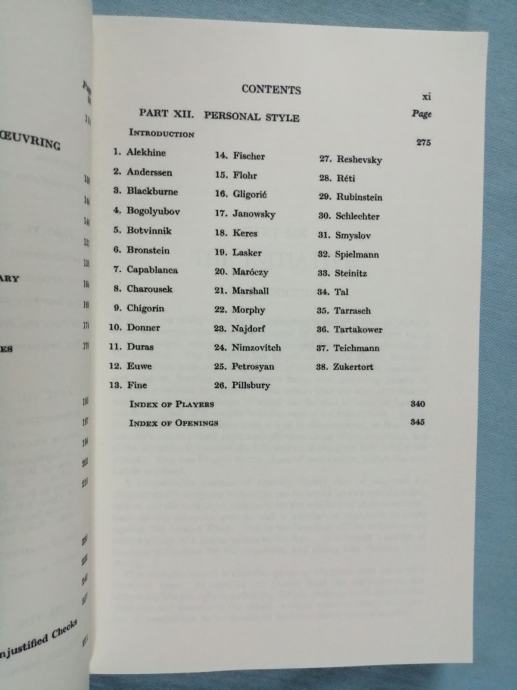 CONTENTS
xi
PART XII. PERSONAL STYLE Page
INTRODUCTION 275
1. Alekhine 14. Fischer 27. Reshevsky
2. Anderssen 15. Flohr 28. Réti
3. Blackburne 16. Gligorié 29. Rubinstein
4. Bogolyubov 17. Janowsky 30. Schlechter
5. Botvinnik 18. Keres 31. Smyslov
6. Bronstein 19. Lasker 32. Spielmann
7. Capablanca 20. Maróczy 33. Steinitz
8. Charousek 21. Marshall 34. Tal
9. Chigorin 22. Morphy 35. Tarrasch
10. Donner 23. Najdorf 36. Tartakower
11. Duras 24. Nimzovitch 37. Teichmann
12. Euwe 25. Petrosyan 38. Zukertort
13. Fine 26. Pillsbury
INDEX OF PLAYERS 340
INDEX OF OPENINGS 345
ŒUVRING
ARY
ES
njustified Checks